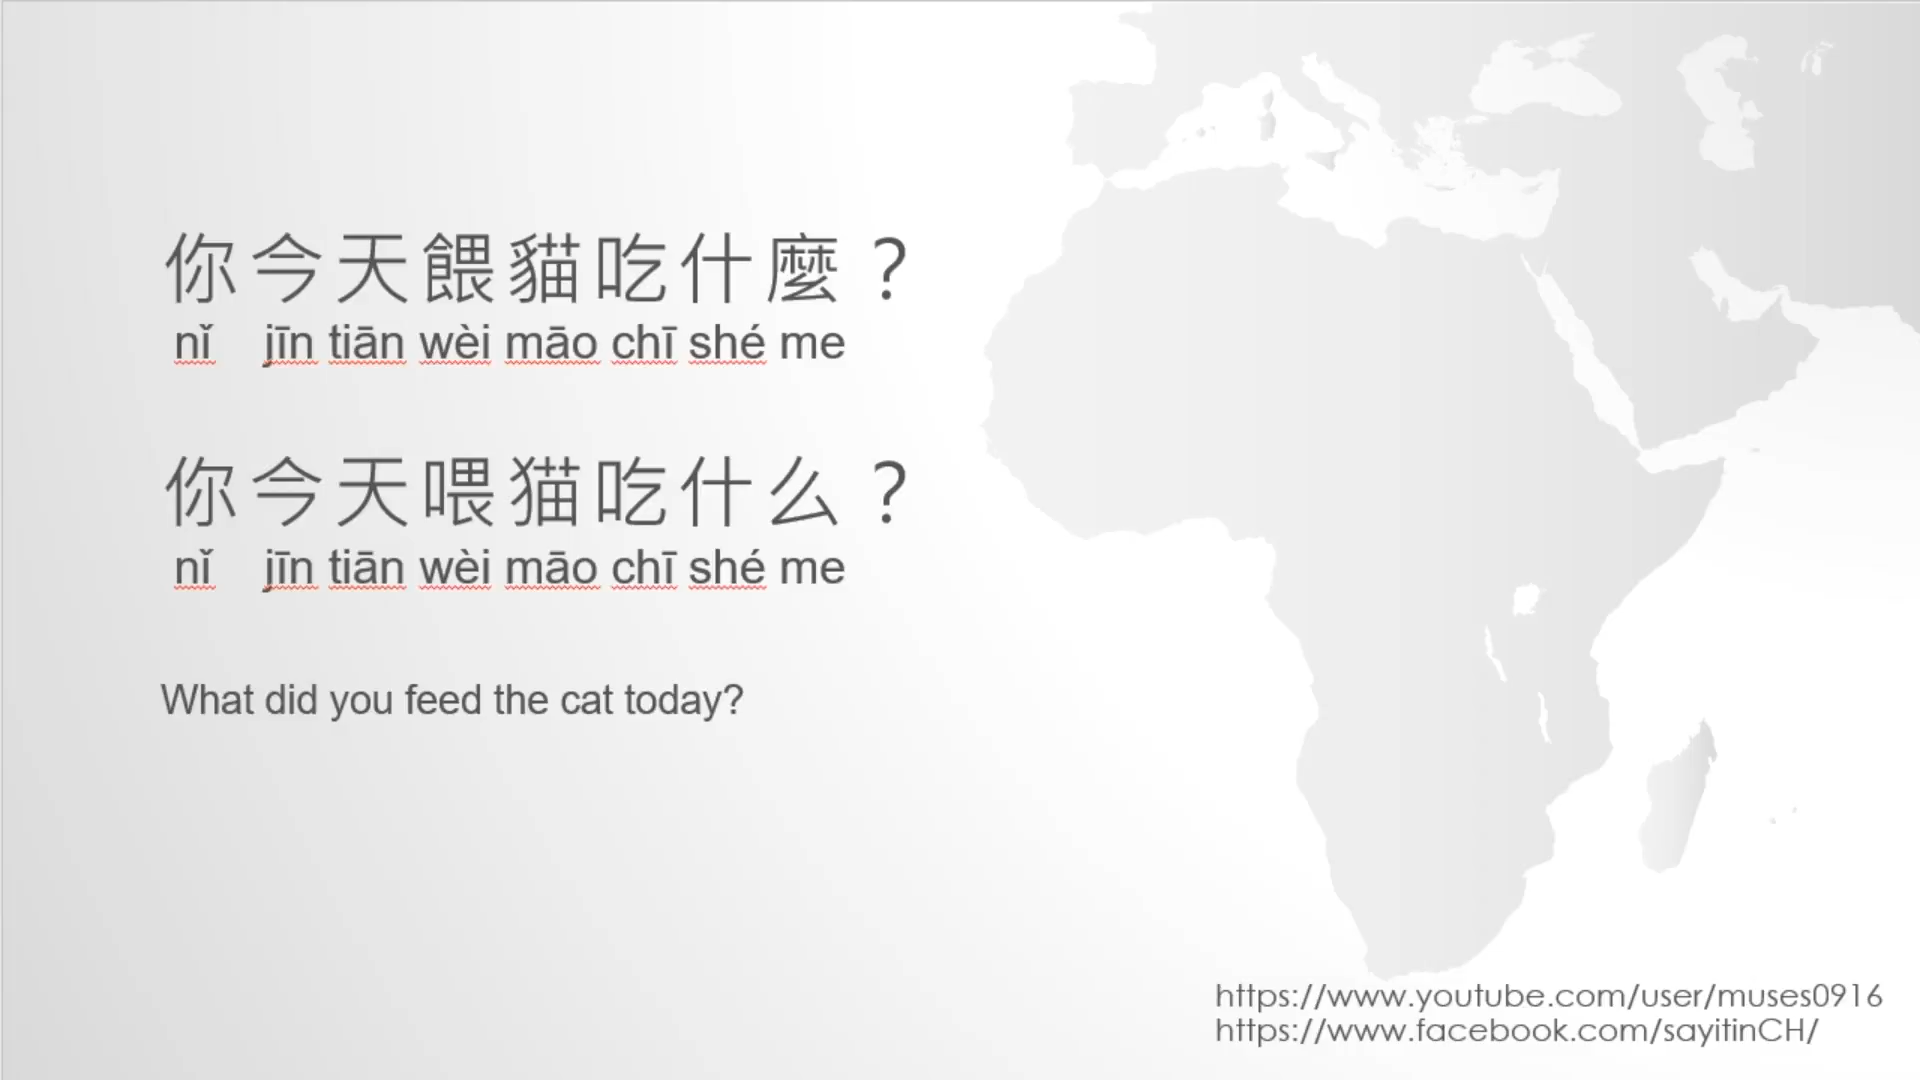 你今天餵貓吃什麼？
nǐ jīn tiān wèi māo chī shé me
你今天喂猫吃什么？
nǐ jīn tiān wèi māo chī shé me
What did you feed the cat today?
https://www.youtube.com/user/muses0916
https://www.facebook.com/sayitinCH/